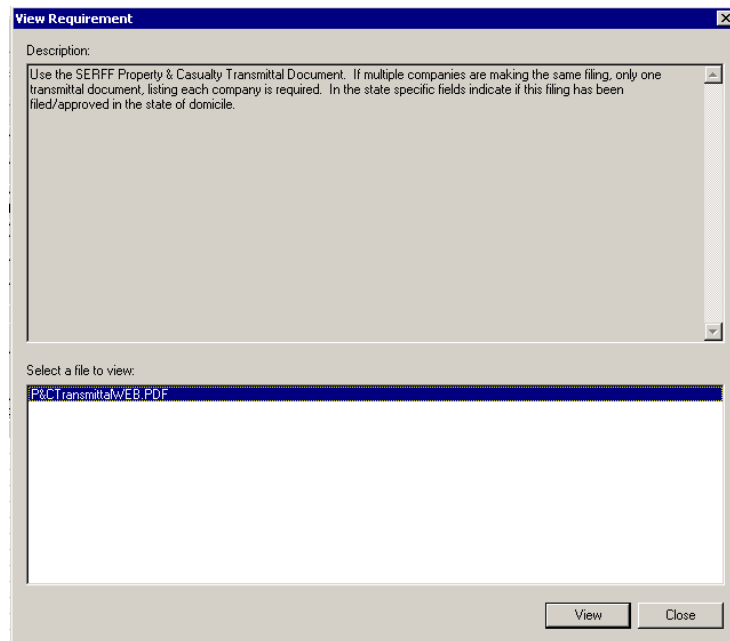 View Requirement
Description:
Use the SERFF Property & Casualty Transmittal Document.  If multiple companies are making the same filing, only one
transmittal document, listing each company is required.  In the state specific fields indicate if this filing has been
filed/approved in the state of domicile.
Select a file to view:
P&CTransmittalWEB.PDF
View
Close